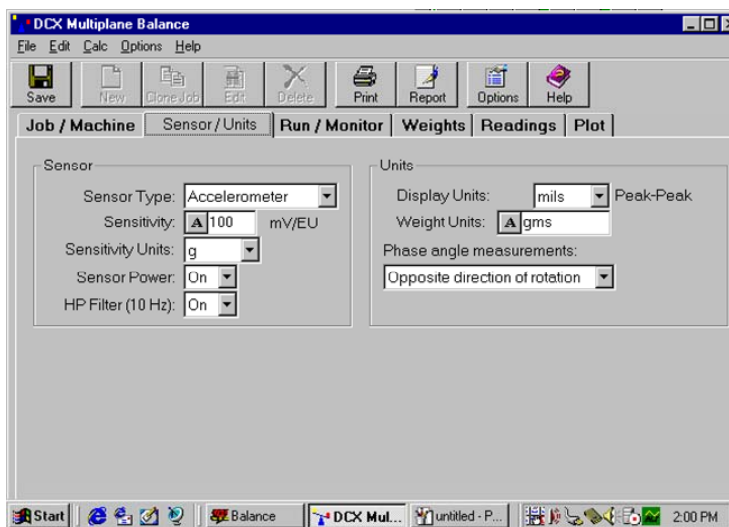 DCX Multiplane Balance
File Edit Calc Options Help
Save New Clone Job Edit Delete Print Report Options Help
Job / Machine Sensor / Units Run / Monitor Weights Readings Plot
Sensor
Sensor Type: Accelerometer
Sensitivity: A 100 mV/EU
Sensitivity Units: g
Sensor Power: On
HP Filter (10 Hz): On
Units
Display Units: mils Peak-Peak
Weight Units: A gms
Phase angle measurements:
Opposite direction of rotation
Start Balance DCX Mul... untitled - P... 2:00 PM